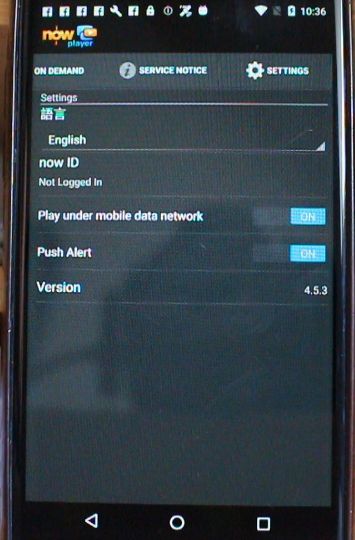 10:36
now
player
ON DEMAND
SERVICE NOTICE
SETTINGS
Settings
語言
English
now ID
Not Logged In
Play under mobile data network
ON
Push Alert
ON
Version
4.5.3